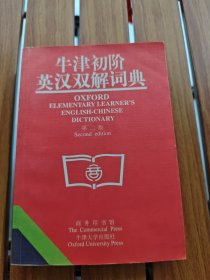 牛津初阶
英汉双解词典
OXFORD
ELEMENTARY LEARNER'S
ENGLISH-CHINESE
DICTIONARY
第二版
Second edition
商务印书馆
The Commercial Press
牛津大学出版社
Oxford University Press